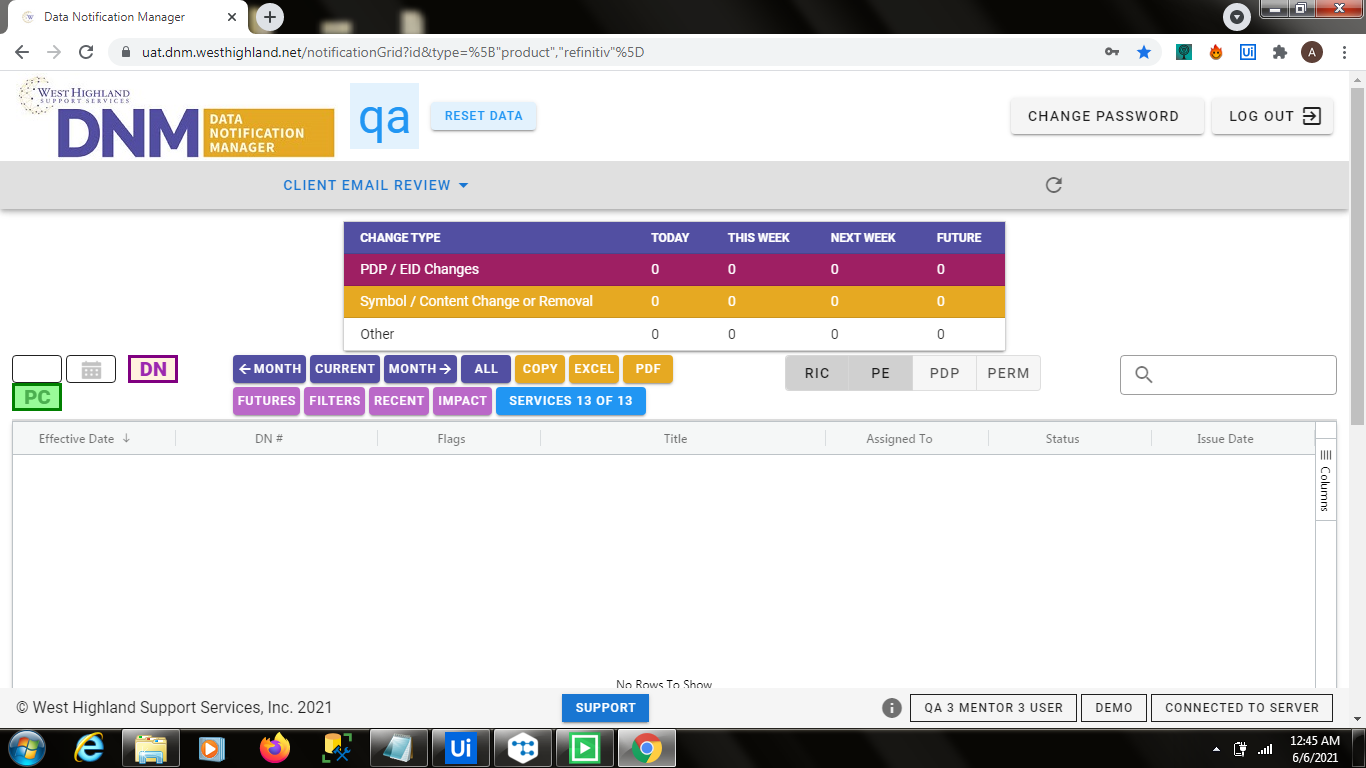 Data Notification Manager
uat.dnm.westhighland.net/notificationGrid?id&type=%5B"product","refinitiv"%5D
Ui
A
WEST HIGHLAND
SUPPORT SERVICES
DNM
DATA
NOTIFICATION
MANAGER
qa
RESET DATA
CHANGE PASSWORD
LOG OUT
CLIENT EMAIL REVIEW
CHANGE TYPE TODAY THIS WEEK NEXT WEEK FUTURE
PDP / EID Changes 0 0 0 0
Symbol / Content Change or Removal 0 0 0 0
Other 0 0 0 0
DN
PC
←MONTH CURRENT MONTH→ ALL COPY EXCEL PDF
FUTURES FILTERS RECENT IMPACT SERVICES 13 OF 13
RIC PE PDP PERM
Effective Date ↓ DN # Flags Title Assigned To Status Issue Date
Columns
No Rows To Show
© West Highland Support Services, Inc. 2021
SUPPORT
QA 3 MENTOR 3 USER
DEMO
CONNECTED TO SERVER
Ui
12:45 AM
6/6/2021